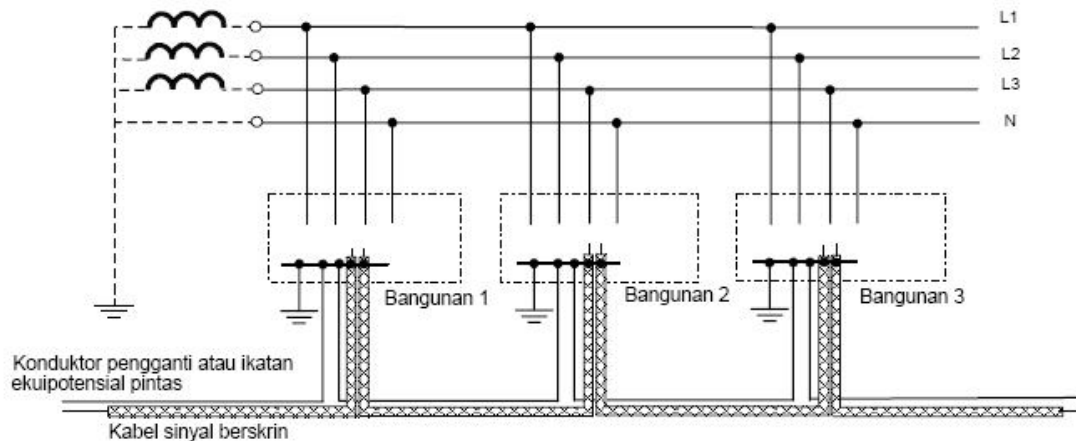 L1
L2
L3
N
Bangunan 1
Bangunan 2
Bangunan 3
Konduktor pengganti atau ikatan
ekuipotensial pintas
Kabel sinyal berskrin